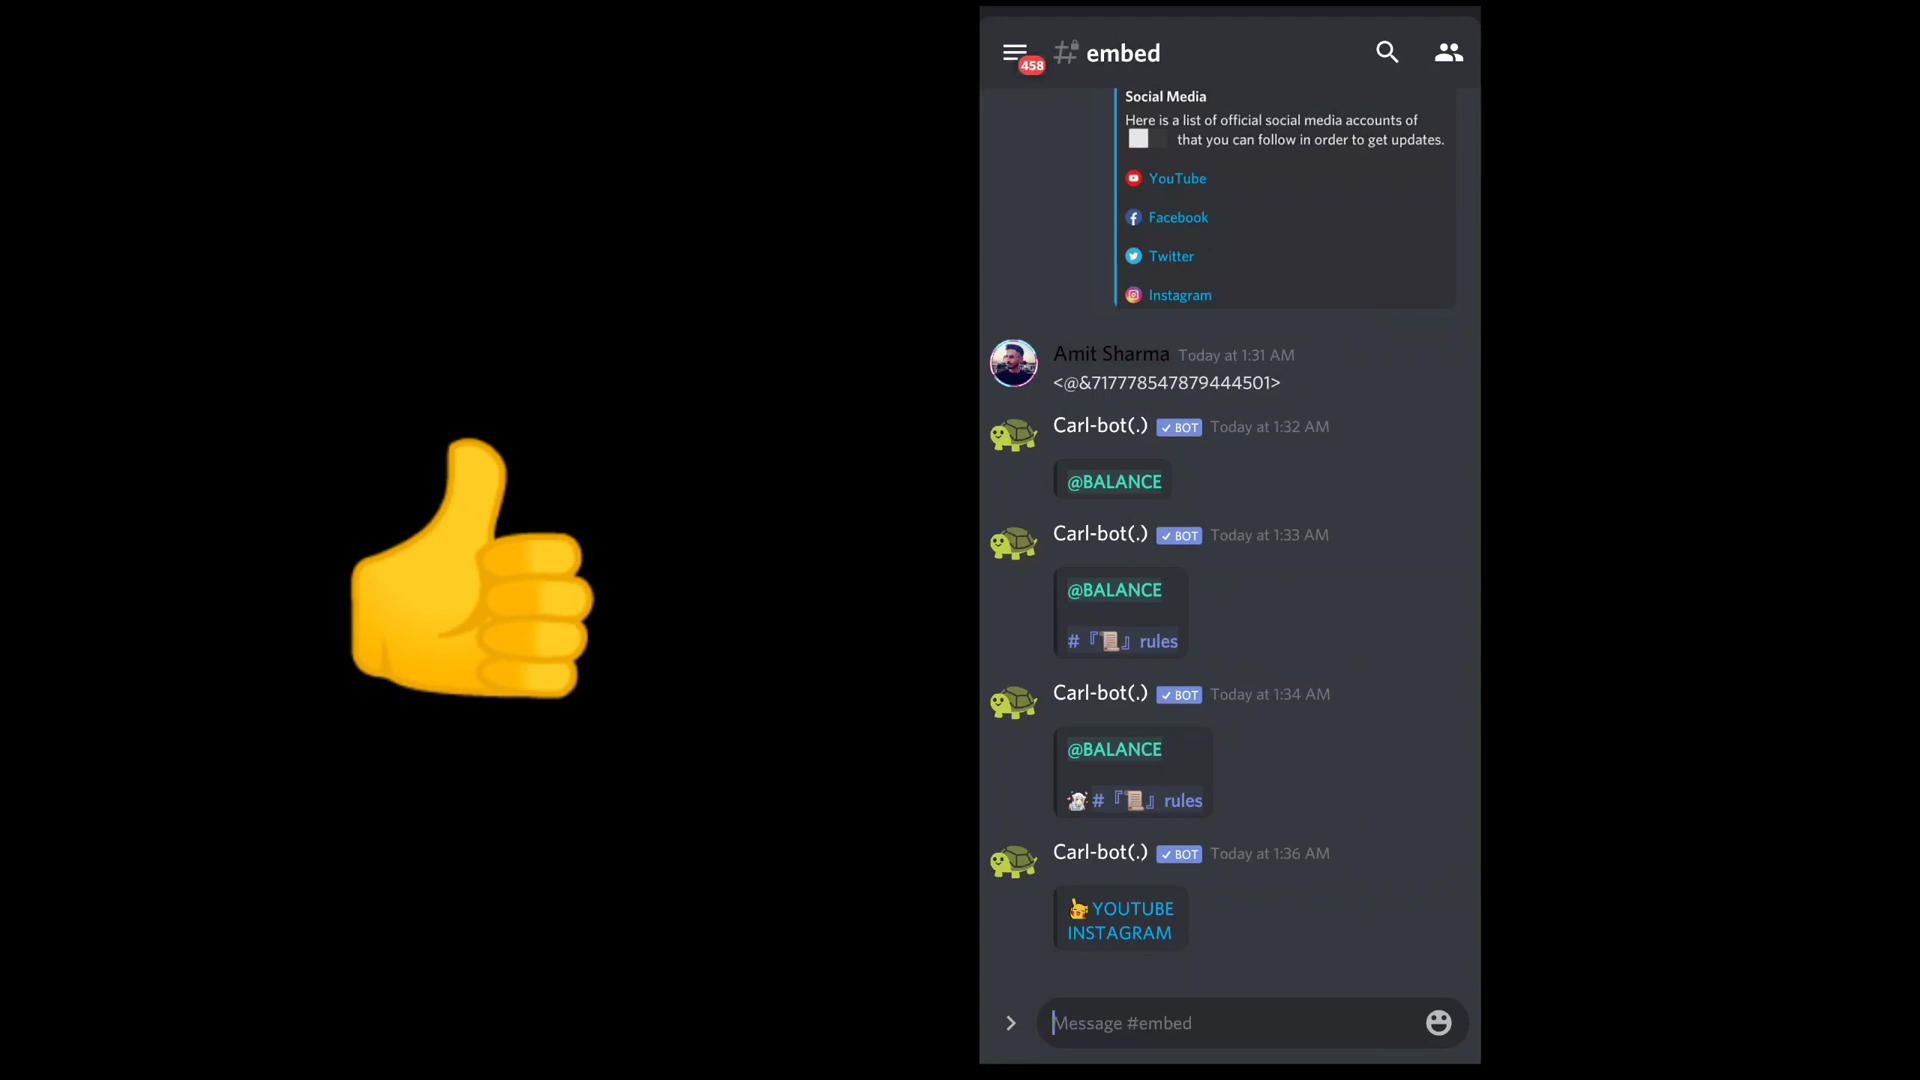 458
# embed
Social Media
Here is a list of official social media accounts of
that you can follow in order to get updates.
YouTube
Facebook
Twitter
Instagram
Amit Sharma Today at 1:31 AM
<@&717778547879444501>
Carl-bot(.) ✓ BOT Today at 1:32 AM
@BALANCE
Carl-bot(.) ✓ BOT Today at 1:33 AM
@BALANCE
# 『📜』 rules
Carl-bot(.) ✓ BOT Today at 1:34 AM
@BALANCE
# 『📜』 rules
Carl-bot(.) ✓ BOT Today at 1:36 AM
YOUTUBE
INSTAGRAM
Message #embed